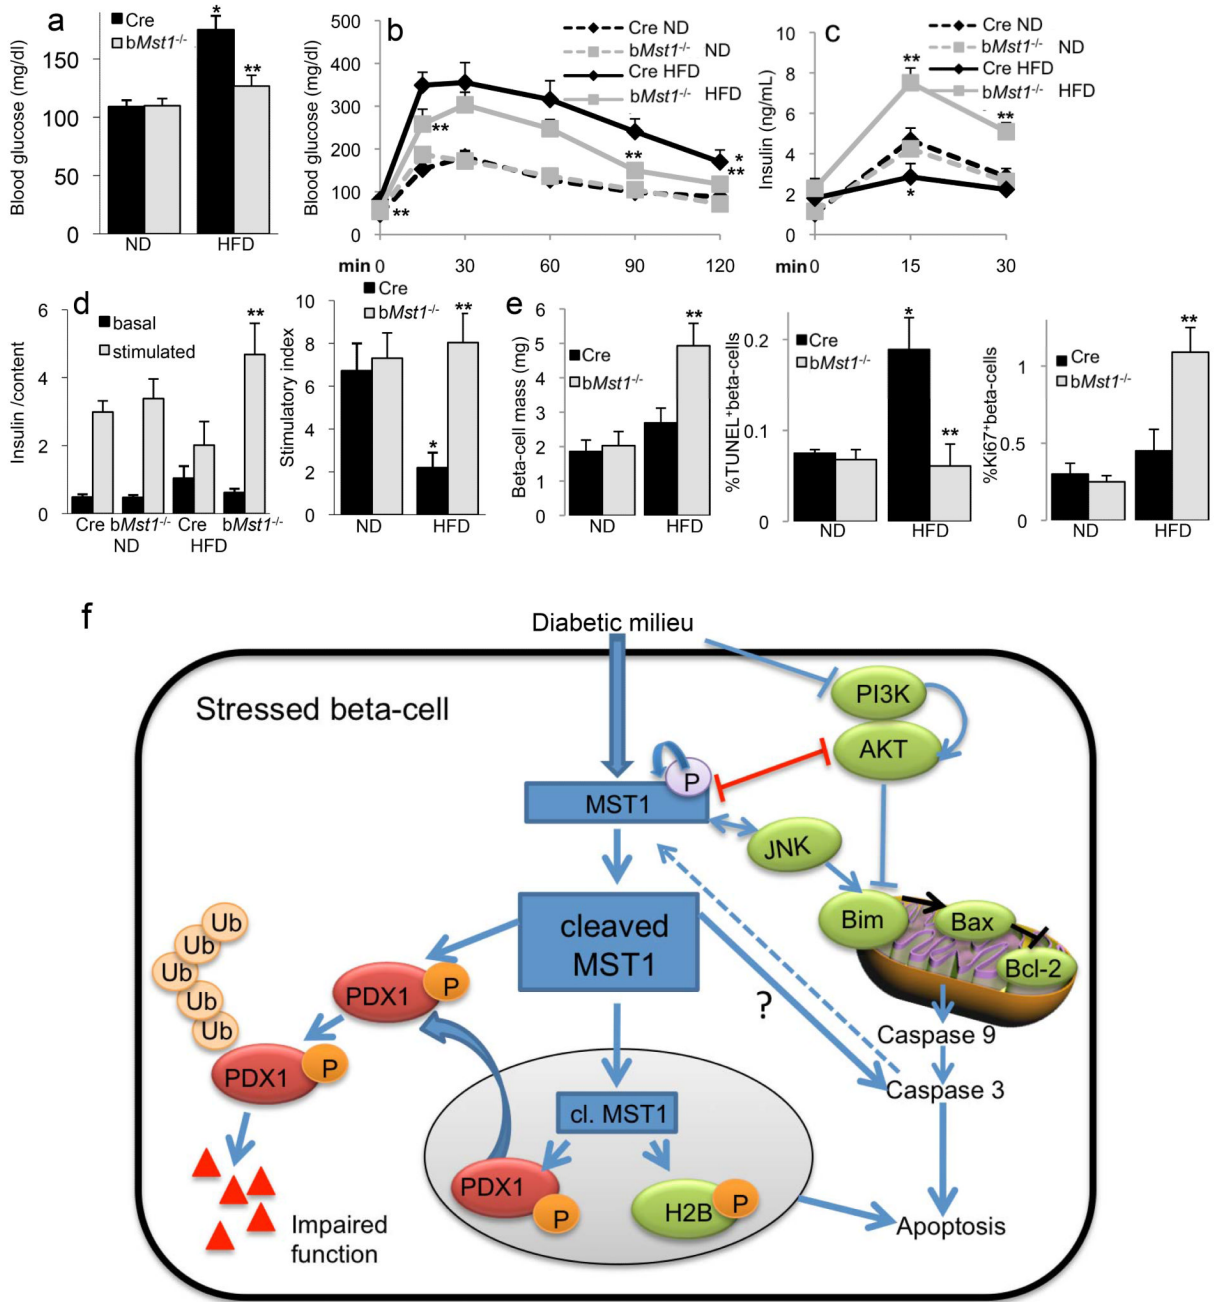 a
Cre
bMst1-/-
Blood glucose (mg/dl)
150
100
50
0
*
**
ND
HFD
b
Cre ND
bMst1-/- ND
Cre HFD
bMst1-/- HFD
Blood glucose (mg/dl)
500
400
300
200
100
0
**
**
**
*
**
min 0
30
60
90
120
c
Cre ND
bMst1-/- ND
Cre HFD
bMst1-/- HFD
Insulin (ng/mL)
10
8
6
4
2
0
**
**
*
min 0
15
30
d
basal
stimulated
Insulin /content
6
4
2
0
**
Cre bMst1-/- Cre bMst1-/-
ND
HFD
Cre
bMst1-/-
Stimulatory index
10
8
6
4
2
0
*
**
ND
HFD
e
Cre
bMst1-/-
Beta-cell mass (mg)
6
5
4
3
2
1
0
**
ND
HFD
Cre
bMst1-/-
%TUNEL+beta-cells
0.2
0.1
0
*
**
ND
HFD
Cre
bMst1-/-
%Ki67+beta-cells
1
0.5
0
**
ND
HFD
f
Diabetic milieu
Stressed beta-cell
PI3K
AKT
P
MST1
JNK
cleaved
MST1
Bim
Bax
Bcl-2
Ub
Ub
Ub
Ub
Ub
PDX1
P
?
Caspase 9
PDX1
P
Caspase 3
cl. MST1
PDX1
P
H2B
P
Impaired
function
Apoptosis